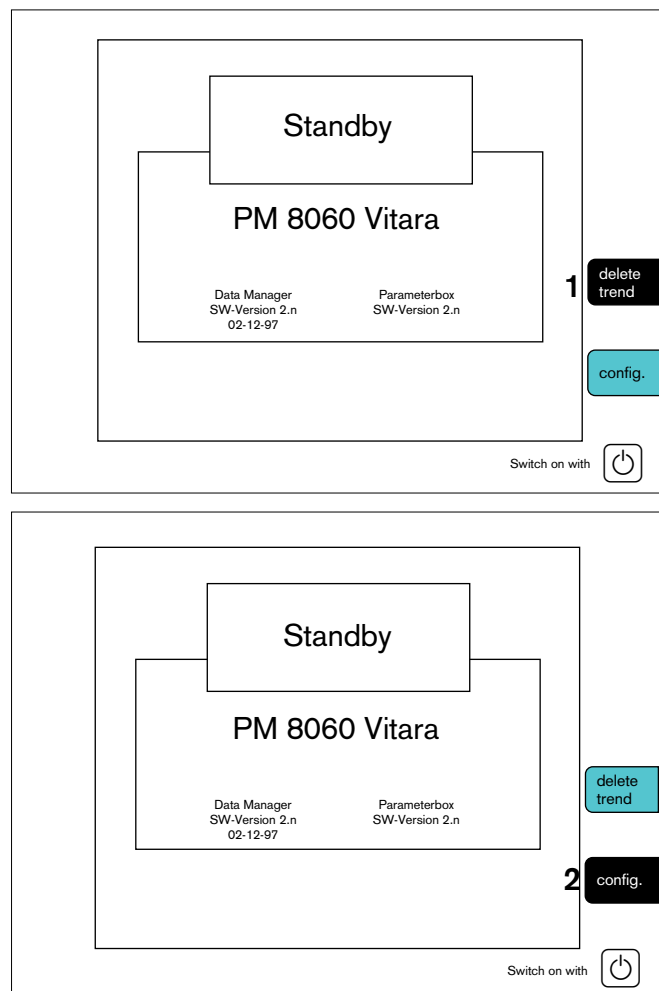 Standby
PM 8060 Vitara
Data Manager
SW-Version 2.n
02-12-97
Parameterbox
SW-Version 2.n
1
delete
trend
config.
Switch on with
Standby
PM 8060 Vitara
Data Manager
SW-Version 2.n
02-12-97
Parameterbox
SW-Version 2.n
delete
trend
2
config.
Switch on with